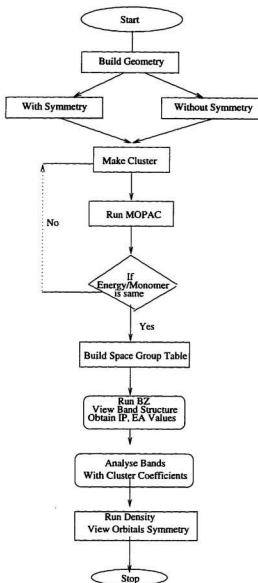 Start
Build Geometry
With Symmetry
Without Symmetry
Make Cluster
No
Run MOPAC
If
Energy/Monomer
is same
Yes
Build Space Group Table
Run BZ
View Band Structure
Obtain IP, EA Values
Analyse Bands
With Cluster Coefficients
Run Density
View Orbitals Symmetry
Stop